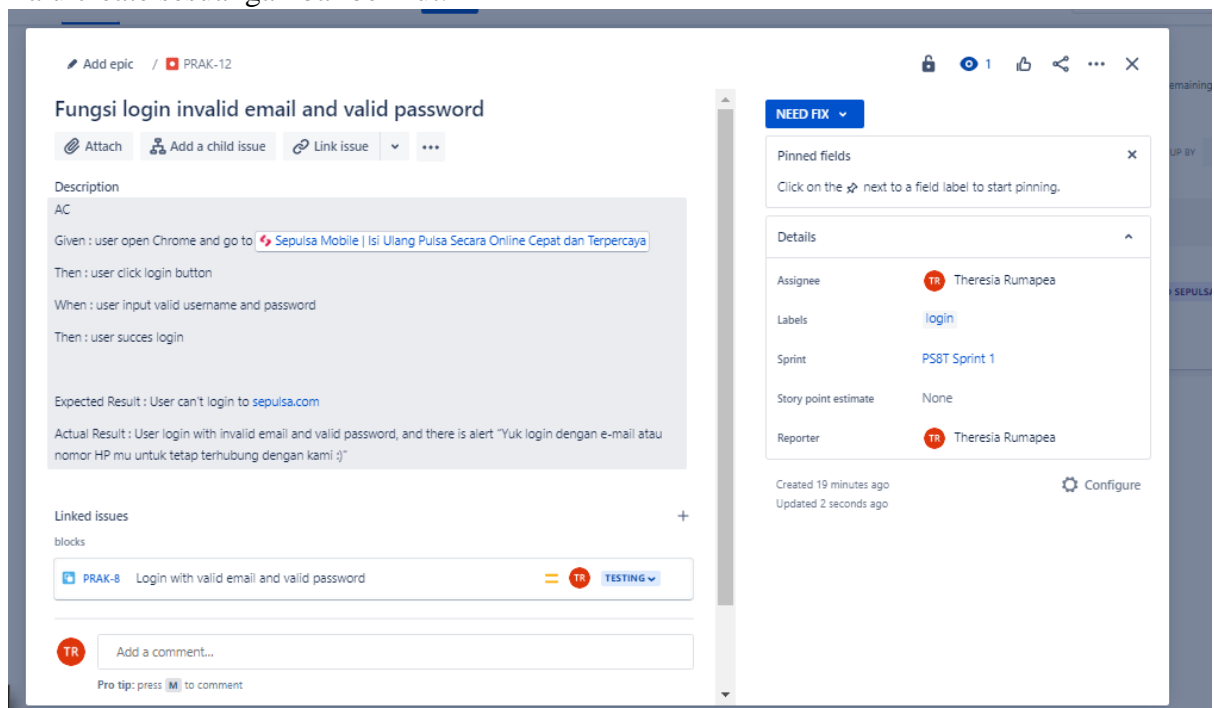 Add epic / PRAK-12
1
Fungsi login invalid email and valid password
Attach Add a child issue Link issue
Description
AC
Given : user open Chrome and go to Sepulsa Mobile | Isi Ulang Pulsa Secara Online Cepat dan Terpercaya
Then : user click login button
When : user input valid username and password
Then : user succes login
Expected Result : User can't login to sepulsa.com
Actual Result : User login with invalid email and valid password, and there is alert "Yuk login dengan e-mail atau
nomor HP mu untuk tetap terhubung dengan kami :)"
Linked issues
blocks
PRAK-8 Login with valid email and valid password TR TESTING
TR Add a comment...
Pro tip: press M to comment
NEED FIX
Pinned fields
Click on the next to a field label to start pinning.
Details
Assignee TR Theresia Rumapea
Labels login
Sprint PS8T Sprint 1
Story point estimate None
Reporter TR Theresia Rumapea
Created 19 minutes ago Configure
Updated 2 seconds ago
emaining
UP BY
SEPULSA